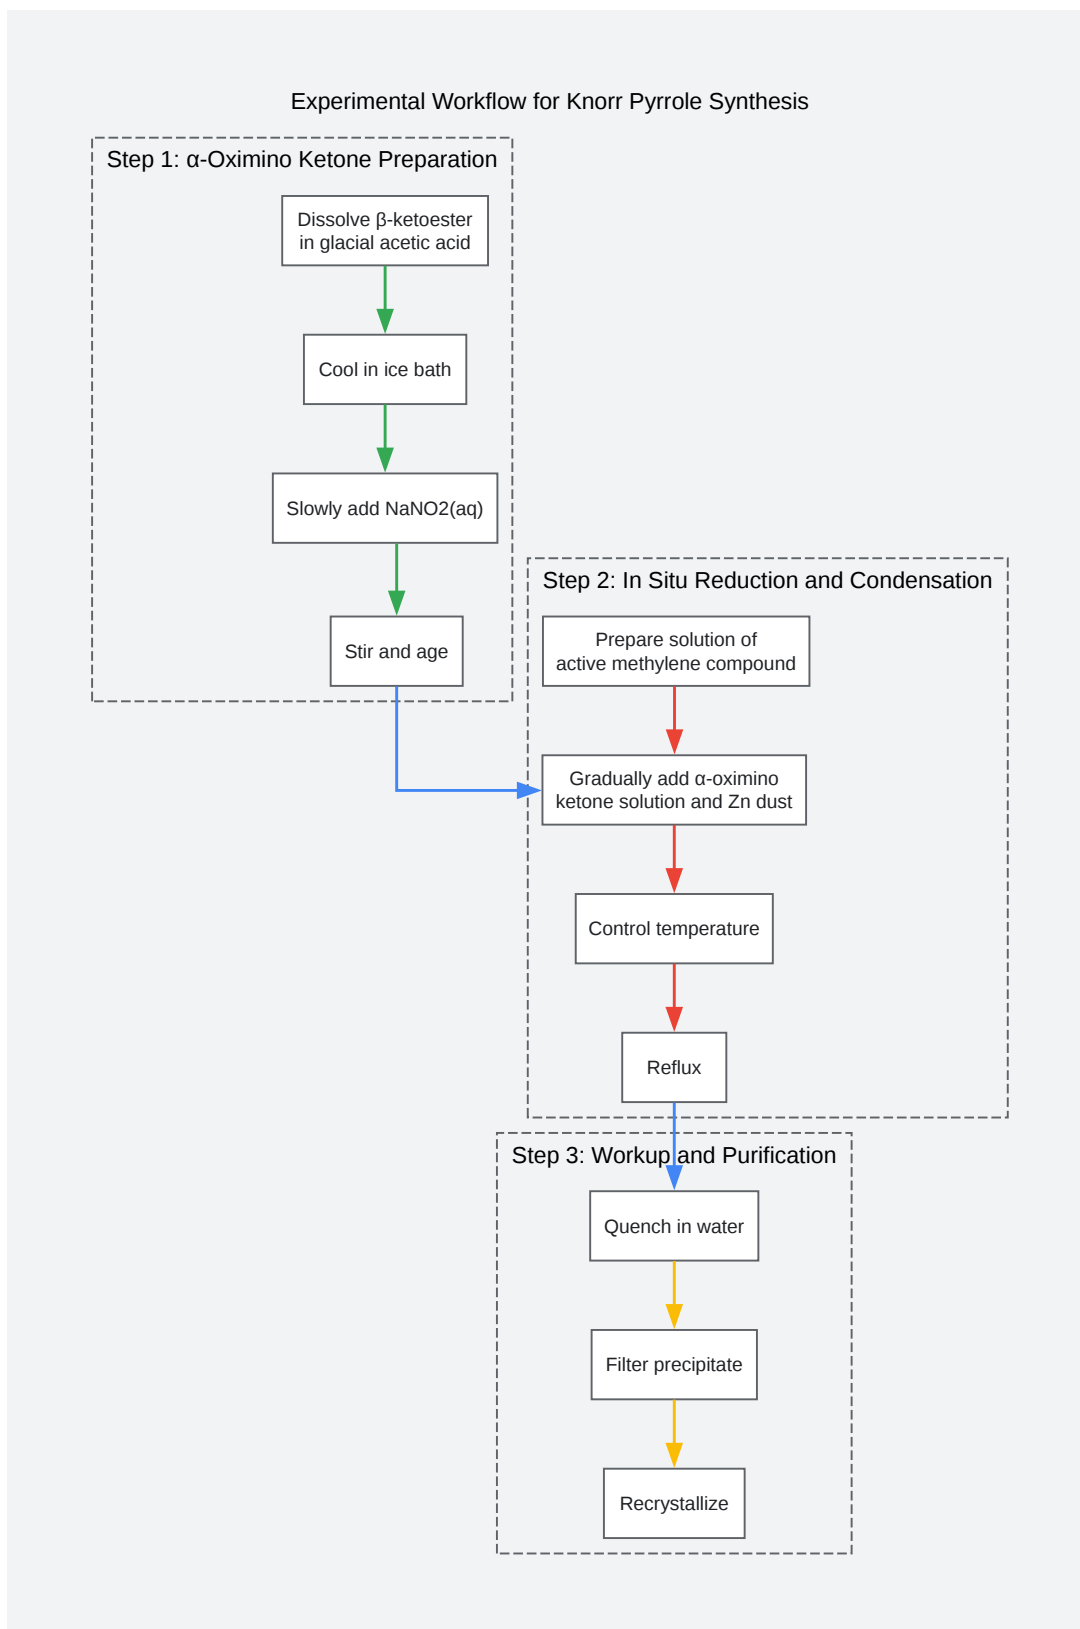 Experimental Workflow for Knorr Pyrrole Synthesis
Step 1: α-Oximino Ketone Preparation
Dissolve β-ketoester
in glacial acetic acid
Cool in ice bath
Slowly add NaNO2(aq)
Stir and age
Step 2: In Situ Reduction and Condensation
Prepare solution of
active methylene compound
Gradually add α-oximino
ketone solution and Zn dust
Control temperature
Reflux
Step 3: Workup and Purification
Quench in water
Filter precipitate
Recrystallize